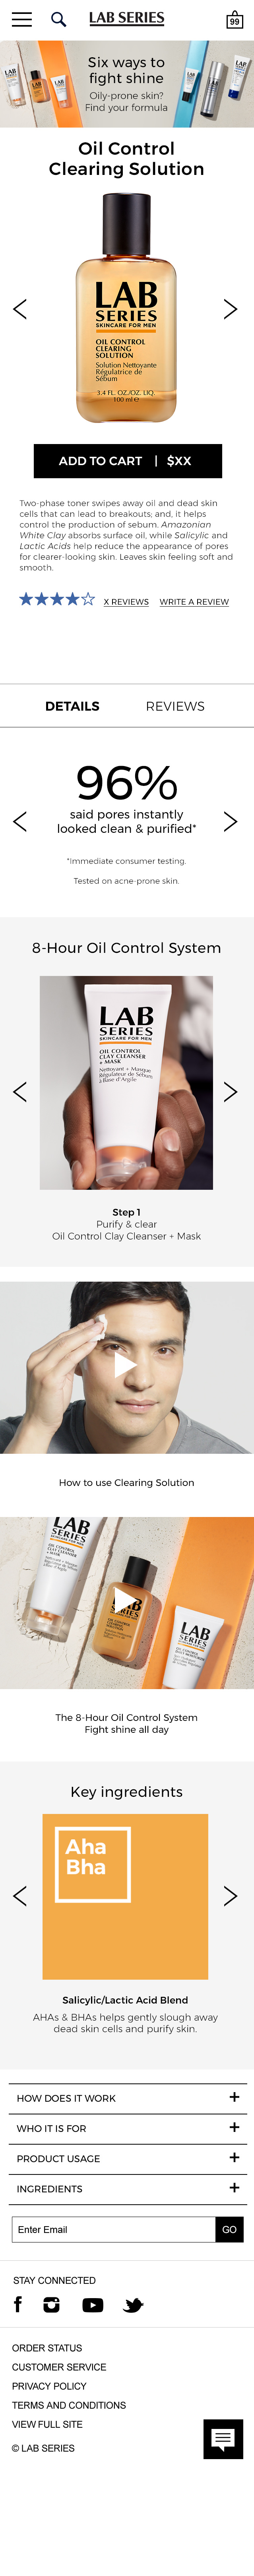 LAB SERIES
99
Six ways to
fight shine
Oily-prone skin?
Find your formula
Oil Control
Clearing Solution
LAB
SERIES
SKINCARE FOR MEN
OIL CONTROL
CLEARING
SOLUTION
Solution Nettoyante
Régulatrice de
Sébum
3.4 FL. OZ./OZ. LIQ.
100 ml e
ADD TO CART | $XX
Two-phase toner swipes away oil and dead skin
cells that can lead to breakouts; and, it helps
control the production of sebum. Amazonian
White Clay absorbs surface oil, while Salicylic and
Lactic Acids help reduce the appearance of pores
for clearer-looking skin. Leaves skin feeling soft and
smooth.
X REVIEWS WRITE A REVIEW
DETAILS REVIEWS
96%
said pores instantly
looked clean & purified*
*Immediate consumer testing.
Tested on acne-prone skin.
8-Hour Oil Control System
LAB
SERIES
SKINCARE FOR MEN
OIL CONTROL
CLAY CLEANSER
+ MASK
Nettoyant + Masque
Régulateur de Sébum
à Base d'Argile
Step 1
Purify & clear
Oil Control Clay Cleanser + Mask
How to use Clearing Solution
LAB
SERIES
OIL CONTROL
CLAY CLEANSER
+ MASK
LAB
SERIES
LAB
SERIES
The 8-Hour Oil Control System
Fight shine all day
Key ingredients
Aha
Bha
Salicylic/Lactic Acid Blend
AHAs & BHAs helps gently slough away
dead skin cells and purify skin.
HOW DOES IT WORK +
WHO IT IS FOR +
PRODUCT USAGE +
INGREDIENTS +
Enter Email GO
STAY CONNECTED
ORDER STATUS
CUSTOMER SERVICE
PRIVACY POLICY
TERMS AND CONDITIONS
VIEW FULL SITE
© LAB SERIES